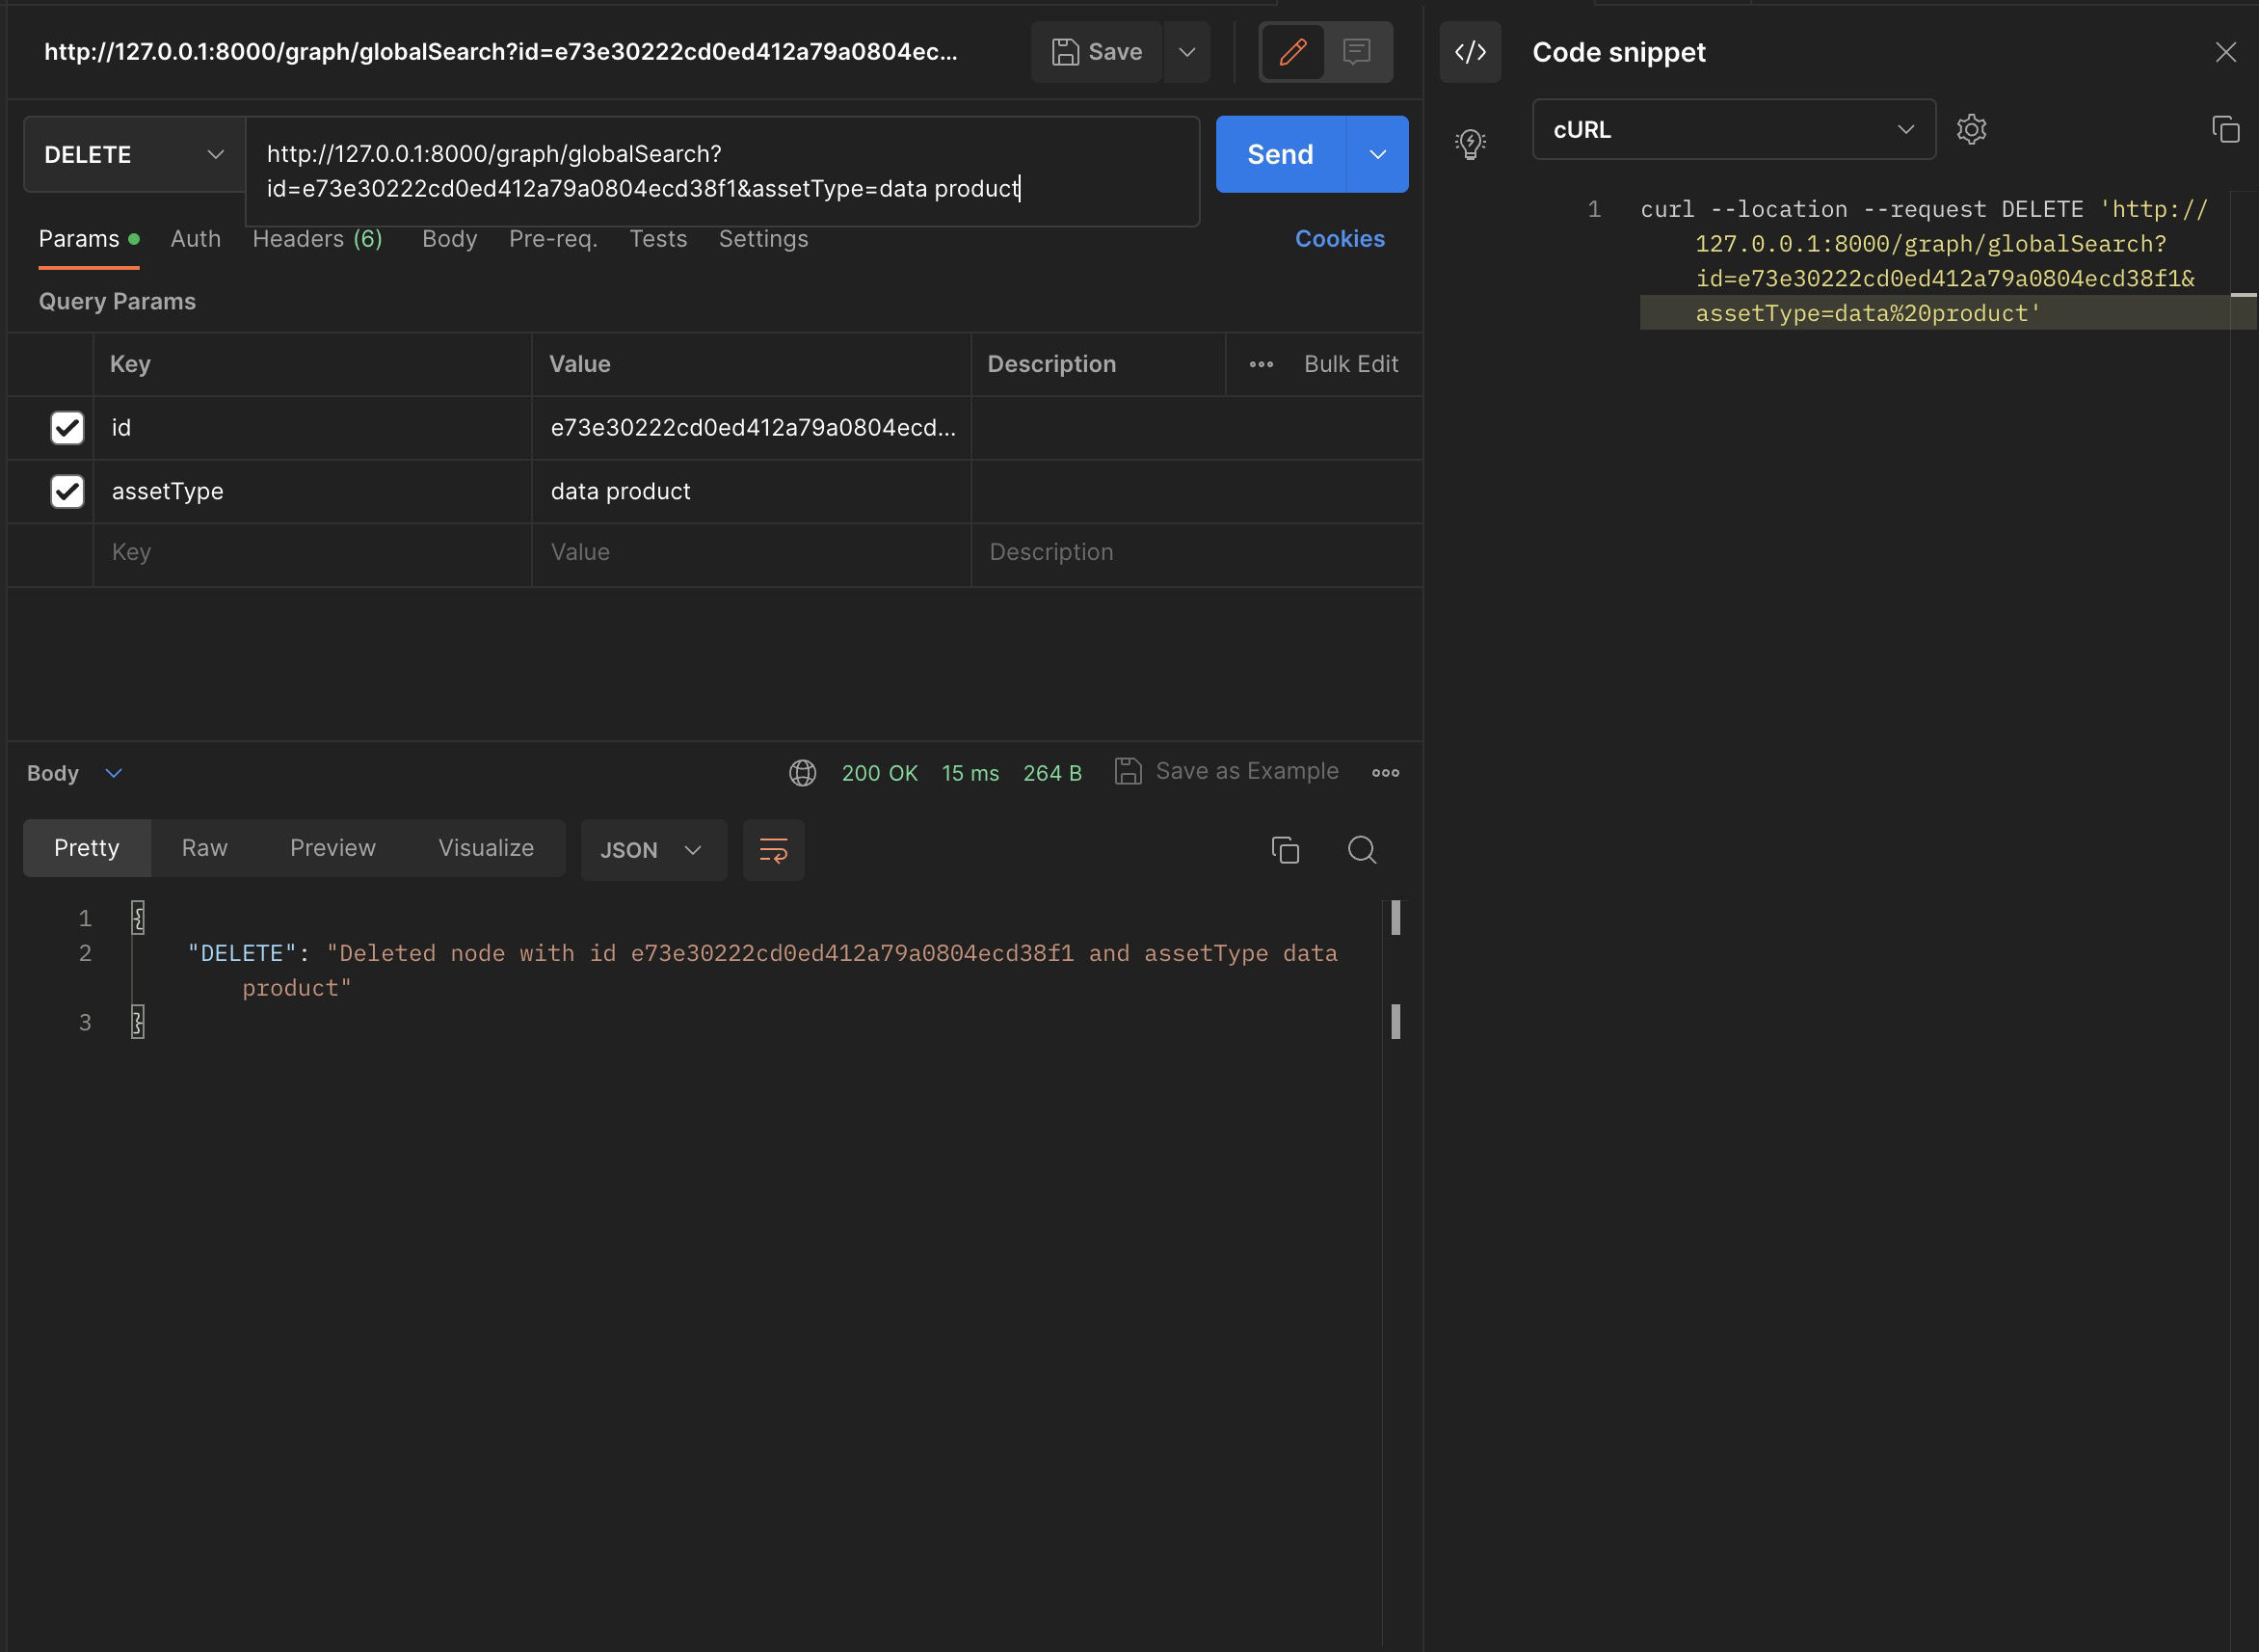 http://127.0.0.1:8000/graph/globalSearch?id=e73e30222cd0ed412a79a0804ec...
Save
DELETE
http://127.0.0.1:8000/graph/globalSearch?
id=e73e30222cd0ed412a79a0804ecd38f1&assetType=data product
Send
Params
Auth
Headers (6)
Body
Pre-req.
Tests
Settings
Cookies
Query Params
Key
Value
Description
Bulk Edit
id
e73e30222cd0ed412a79a0804ecd...
assetType
data product
Key
Value
Description
Body
200 OK
15 ms
264 B
Save as Example
Pretty
Raw
Preview
Visualize
JSON
1
{
2
"DELETE": "Deleted node with id e73e30222cd0ed412a79a0804ecd38f1 and assetType data
product"
3
}
</> Code snippet
cURL
1
curl --location --request DELETE 'http://
127.0.0.1:8000/graph/globalSearch?
id=e73e30222cd0ed412a79a0804ecd38f1&
assetType=data%20product'